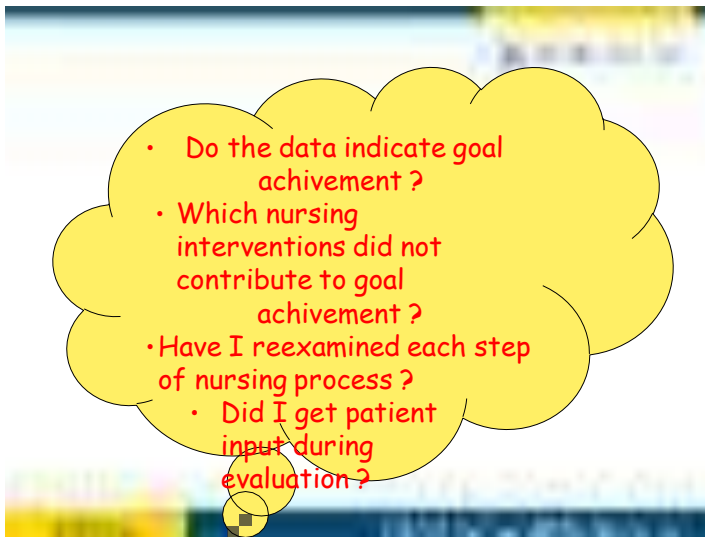 • Do the data indicate goal
achivement ?
• Which nursing
interventions did not
contribute to goal
achivement ?
• Have I reexamined each step
of nursing process ?
• Did I get patient
input during
evaluation ?